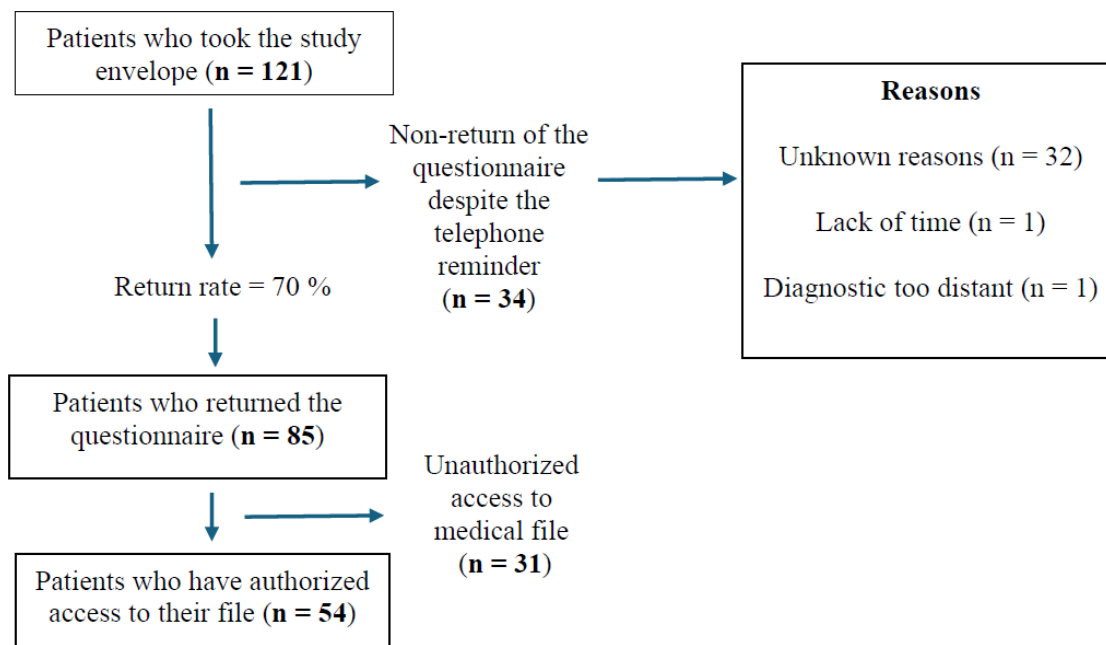 Patients who took the study
envelope (n = 121)
Non-return of the
questionnaire
despite the
telephone
reminder
(n = 34)
Reasons
Unknown reasons (n = 32)
Lack of time (n = 1)
Diagnostic too distant (n = 1)
Return rate = 70 %
Patients who returned the
questionnaire (n = 85)
Unauthorized
access to
medical file
(n = 31)
Patients who have authorized
access to their file (n = 54)